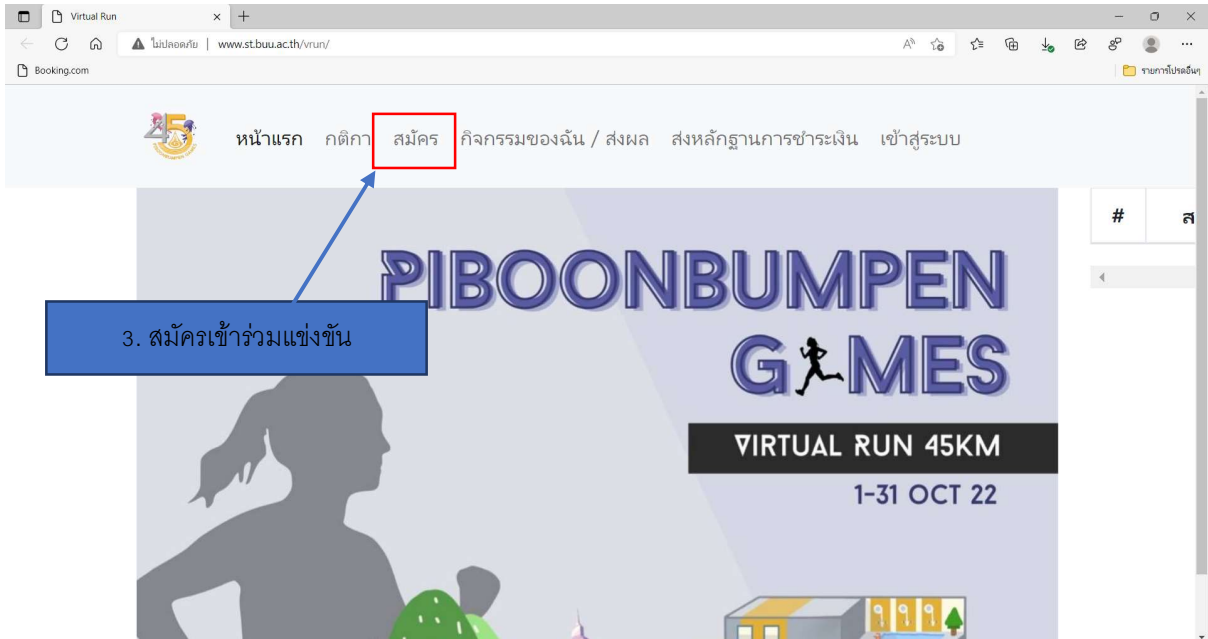 Virtual Run
ไม่ปลอดภัย | www.st.buu.ac.th/vrun/
Booking.com
รายการโปรดอื่นๆ
45
หน้าแรก กติกา สมัคร กิจกรรมของฉัน / ส่งผล ส่งหลักฐานการชำระเงิน เข้าสู่ระบบ
# ส
PIBOONBUMPEN
GAMES
3. สมัครเข้าร่วมแข่งขัน
VIRTUAL RUN 45KM
1-31 OCT 22